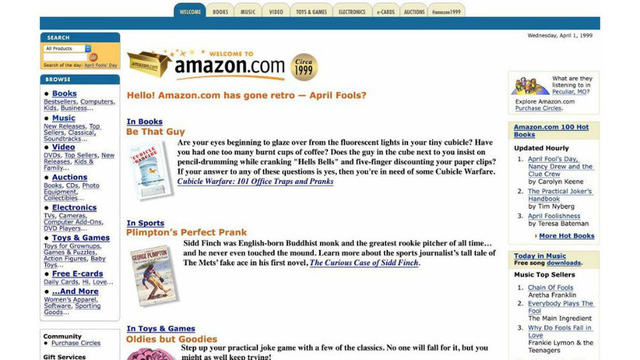 WELCOME
BOOKS
MUSIC
VIDEO
TOYS & GAMES
ELECTRONICS
e-CARDS
AUCTIONS
#amazon1999
Wednesday, April 1, 1999
SEARCH
All Products
GO!
Search of the day: April Fools' Day
BROWSE
Books
Bestsellers, Computers,
Kids, Business...
Music
New Releases, Top
Sellers, Classical,
Soundtracks...
Video
DVDs, Top Sellers, New
Releases, Kids &
Family...
Auctions
Books, CDs, Photo
Equipment,
Collectibles...
Electronics
TVs, Cameras,
Computer Add-Ons,
DVD Players...
Toys & Games
Toys for Grownups,
Games & Puzzles,
Action Figures, Baby
Toys...
Free E-cards
Daily Cards, Hi, Love...
...And More
Women's Apparel,
Software, Sporting
Goods...
Community
Purchase Circles
Gift Services
WELCOME TO
amazon.com
Circa
1999
Hello! Amazon.com has gone retro — April Fools?
In Books
Be That Guy
CUBICLE
WARFARE
Are your eyes beginning to glaze over from the fluorescent lights in your tiny cubicle? Have
you had one too many burnt cups of coffee? Does the guy in the cube next to you insist on
pencil-drumming while cranking "Hells Bells" and five-finger discounting your paper clips?
If your answer to any of these questions is yes, then you're in need of some Cubicle Warfare.
Cubicle Warfare: 101 Office Traps and Pranks
In Sports
Plimpton's Perfect Prank
GEORGE PLIMPTON
Sidd Finch was English-born Buddhist monk and the greatest rookie pitcher of all time...
and he never even touched the mound. Learn more about the sports journalist's tall tale of
The Mets' fake ace in his first novel, The Curious Case of Sidd Finch.
In Toys & Games
Oldies but Goodies
Step up your practical joke game with a few of the classics. No one will fall for it, but you
might as well keep trying!
What are they
reading in
Peculiar, MO?
Explore Amazon.com
Purchase Circles.
Amazon.com 100 Hot
Books
Updated Hourly
1. April Fool's Day,
Nancy Drew and the
Clue Crew
by Carolyn Keene
2. The Practical Joker's
Handbook
by Tim Nyberg
3. April Foolishness
by Teresa Bateman
More Hot Books
Today in Music
Free song downloads.
Music Top Sellers
1. Chain Of Fools
Aretha Franklin
2. Everybody Plays The
Fool
The Main Ingredient
3. Why Do Fools Fall in
Love
Frankie Lymon & the
Teenagers